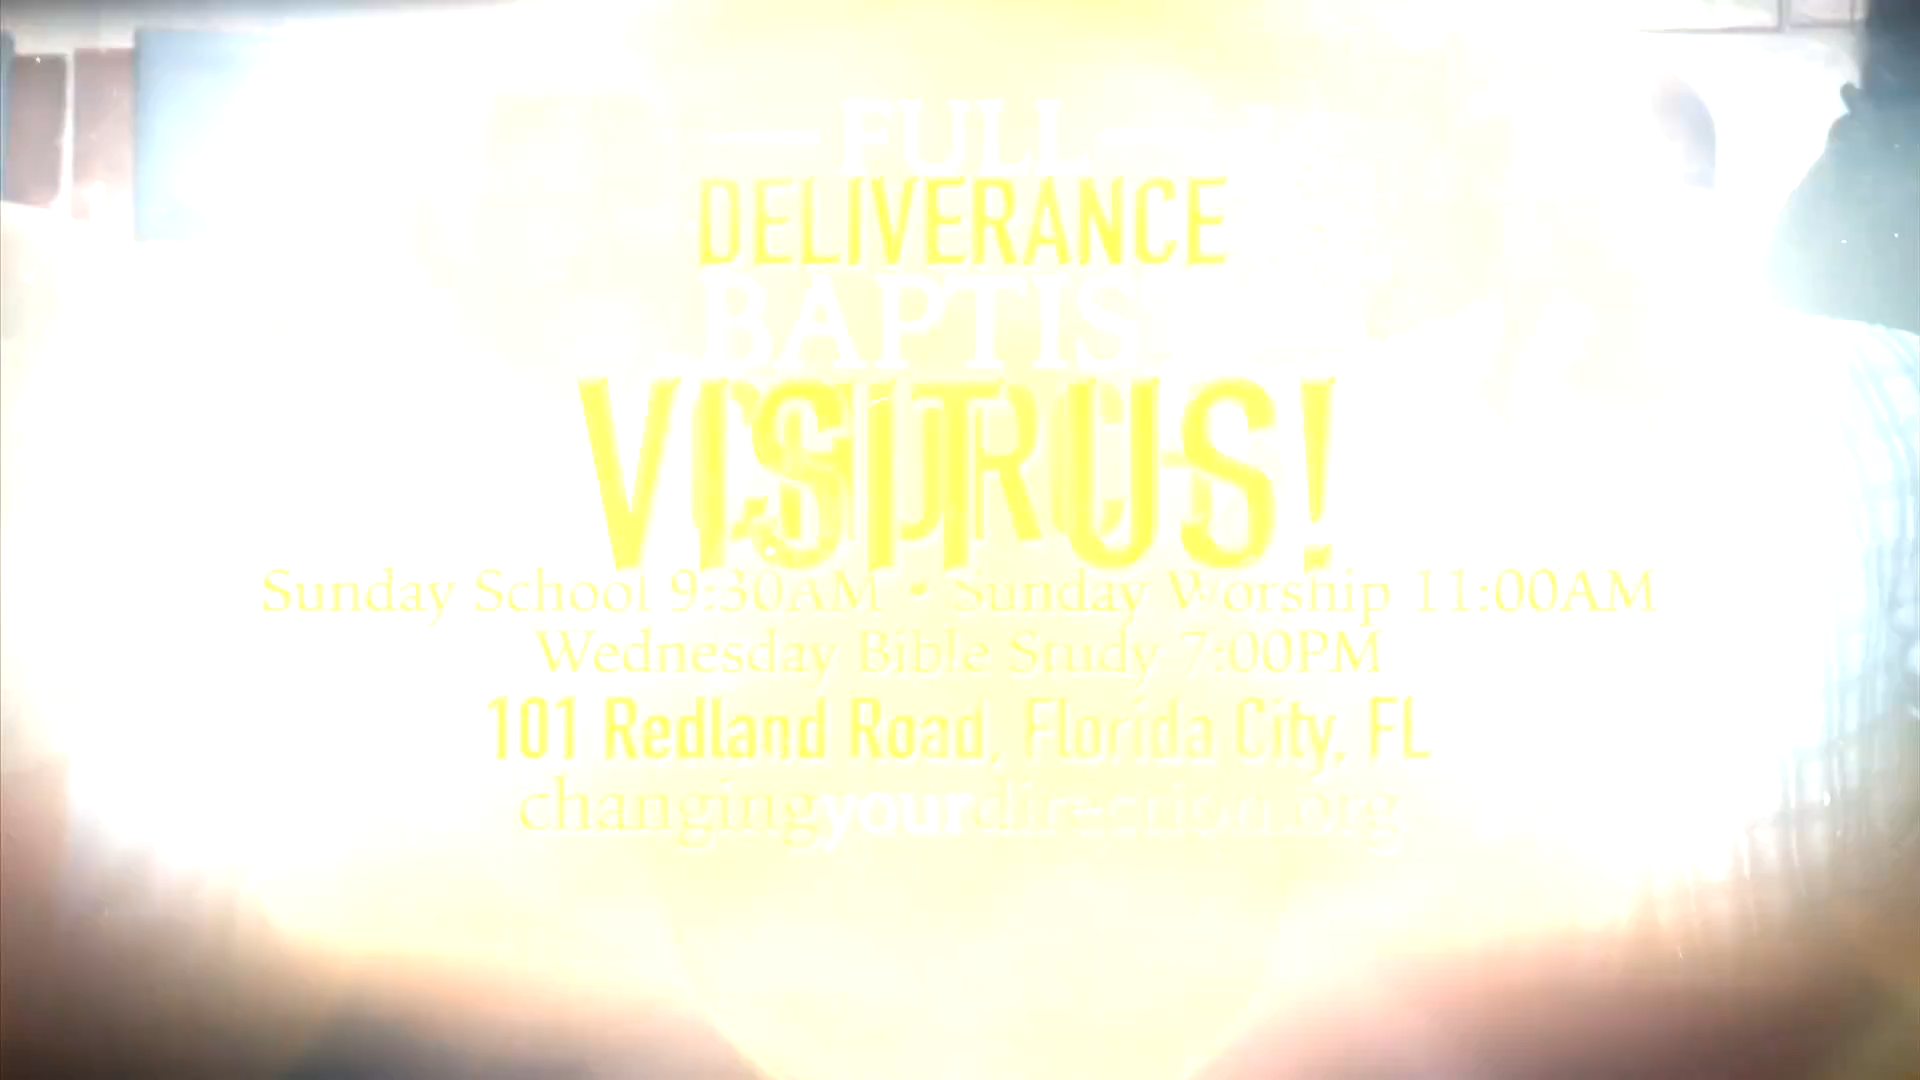 FULL
DELIVERANCE
BAPTIST
CHURCH
VISIT US!
Sunday School 9:30AM • Sunday Worship 11:00AM
Wednesday Bible Study 7:00PM
101 Redland Road, Florida City, FL
changingyourdirection.org